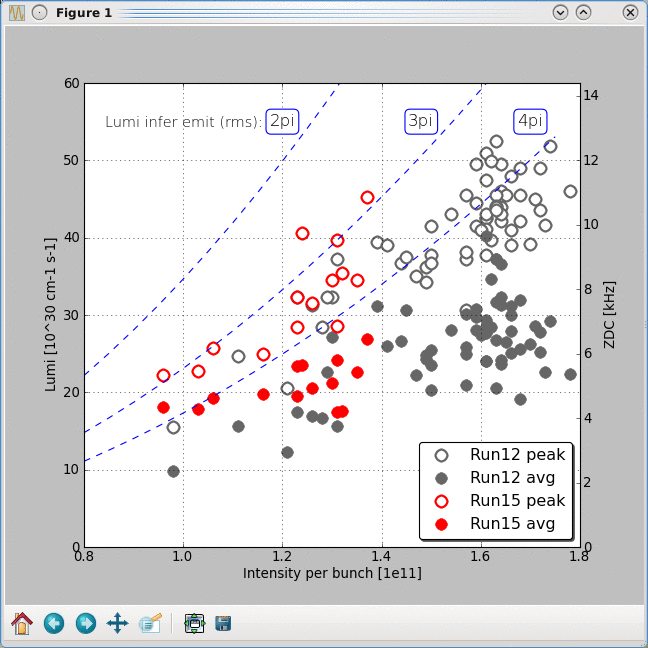 Figure 1
60
50
40
30
20
10
0
14
12
10
8
6
4
2
0
0.8 1.0 1.2 1.4 1.6 1.8
Lumi [10^30 cm-1 s-1]
ZDC [kHz]
Intensity per bunch [1e11]
Lumi infer emit (rms): 2pi 3pi 4pi
Run12 peak
Run12 avg
Run15 peak
Run15 avg